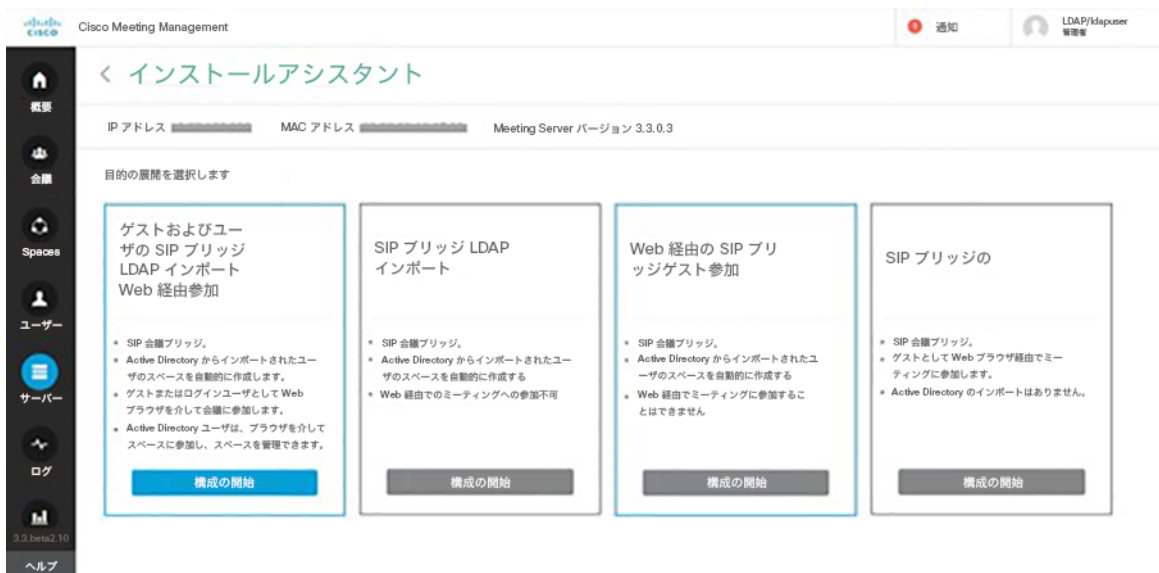 CISCO
Cisco Meeting Management
通知
LDAP/ldapuser
管理者
インストールアシスタント
IP アドレス
MAC アドレス
Meeting Server バージョン 3.3.0.3
概要
会議
Spaces
ユーザー
サーバー
ログ
3.3.beta2.10
ヘルプ
目的の展開を選択します
ゲストおよびユー
ザの SIP ブリッジ
LDAP インポート
Web 経由参加
SIP 会議ブリッジ。
Active Directory からインポートされたユー
ザのスペースを自動的に作成します。
ゲストまたはログインユーザとして Web
ブラウザを介して会議に参加します。
Active Directory ユーザは、ブラウザを介して
スペースに参加し、スペースを管理できます。
構成の開始
SIP ブリッジ LDAP
インポート
SIP 会議ブリッジ。
Active Directory からインポートされたユー
ザのスペースを自動的に作成する
Web 経由でのミーティングへの参加不可
構成の開始
Web 経由の SIP ブリ
ッジゲスト参加
SIP 会議ブリッジ。
Active Directory からインポートされたユ
ーザのスペースを自動的に作成する
Web 経由でミーティングに参加するこ
とはできません
構成の開始
SIP ブリッジの
SIP 会議ブリッジ。
ゲストとして Web ブラウザ経由でミー
ティングに参加します。
Active Directory のインポートはありません。
構成の開始